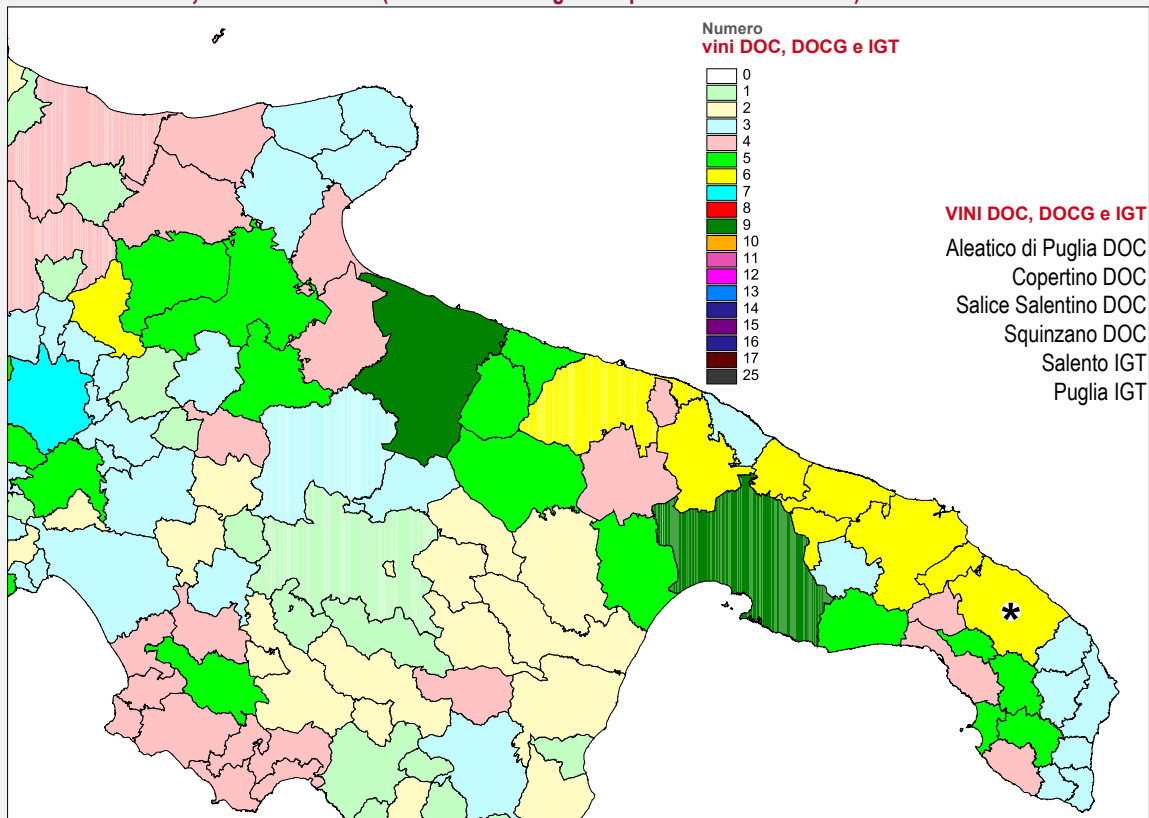 Numero
vini DOC, DOCG e IGT
0
1
2
3
4
5
6
7
8
9
10
11
12
13
14
15
16
17
25
VINI DOC, DOCG e IGT
Aleatico di Puglia DOC
Copertino DOC
Salice Salentino DOC
Squinzano DOC
Salento IGT
Puglia IGT
*